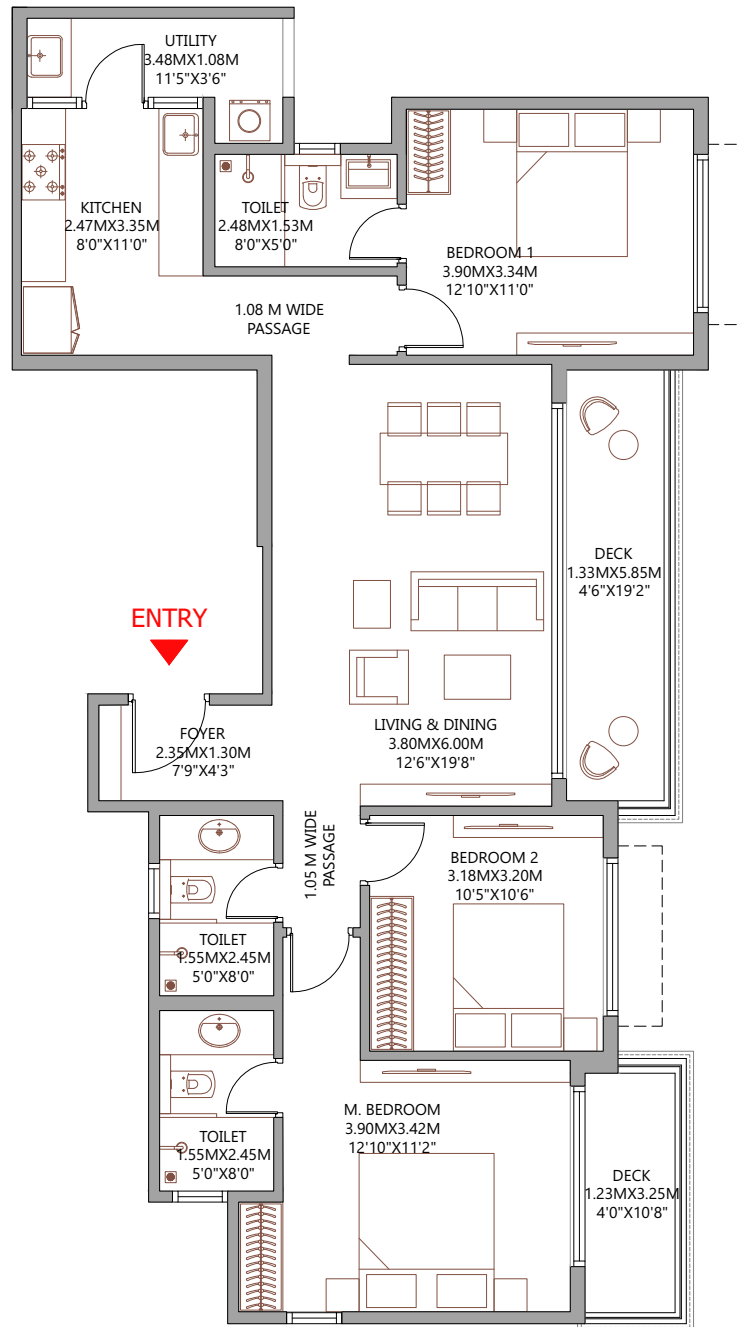 UTILITY
3.48MX1.08M
11'5"X3'6"
KITCHEN
2.47MX3.35M
8'0"X11'0"
TOILET
2.48MX1.53M
8'0"X5'0"
BEDROOM 1
3.90MX3.34M
12'10"X11'0"
1.08 M WIDE
PASSAGE
DECK
1.33MX5.85M
4'6"X19'2"
ENTRY
FOYER
2.35MX1.30M
7'9"X4'3"
LIVING & DINING
3.80MX6.00M
12'6"X19'8"
1.05 M WIDE
PASSAGE
BEDROOM 2
3.18MX3.20M
10'5"X10'6"
TOILET
1.55MX2.45M
5'0"X8'0"
M. BEDROOM
3.90MX3.42M
12'10"X11'2"
TOILET
1.55MX2.45M
5'0"X8'0"
DECK
1.23MX3.25M
4'0"X10'8"